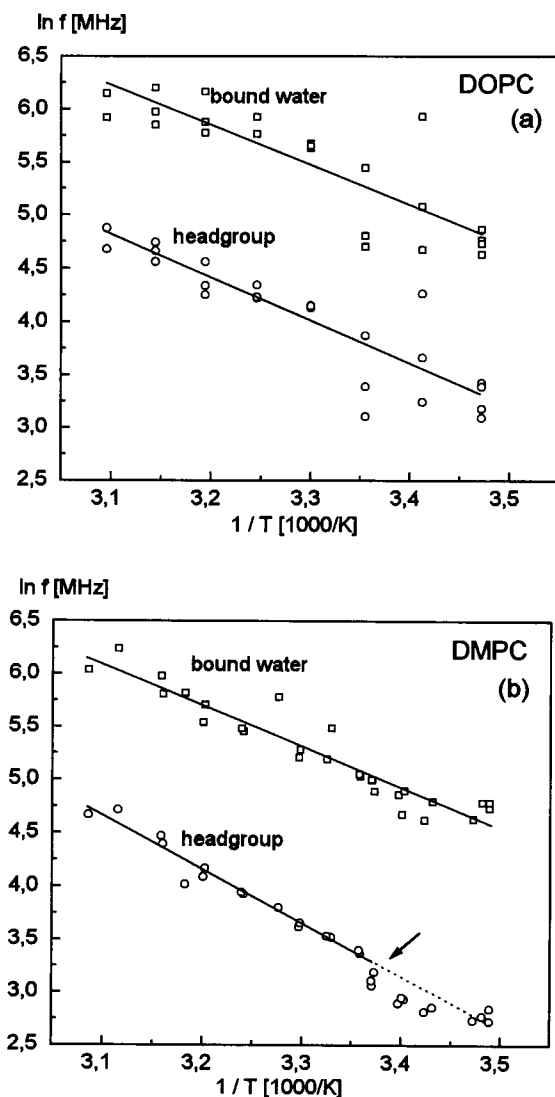 ln f [MHz]
6,5
DOPC
bound water
(a)
6,0
5,5
5,0
headgroup
4,5
4,0
3,5
3,0
2,5
3,1 3,2 3,3 3,4 3,5
1 / T [1000/K]
ln f [MHz]
6,5
DMPC
bound water
(b)
6,0
5,5
5,0
4,5
headgroup
4,0
3,5
3,0
2,5
3,1 3,2 3,3 3,4 3,5
1 / T [1000/K]